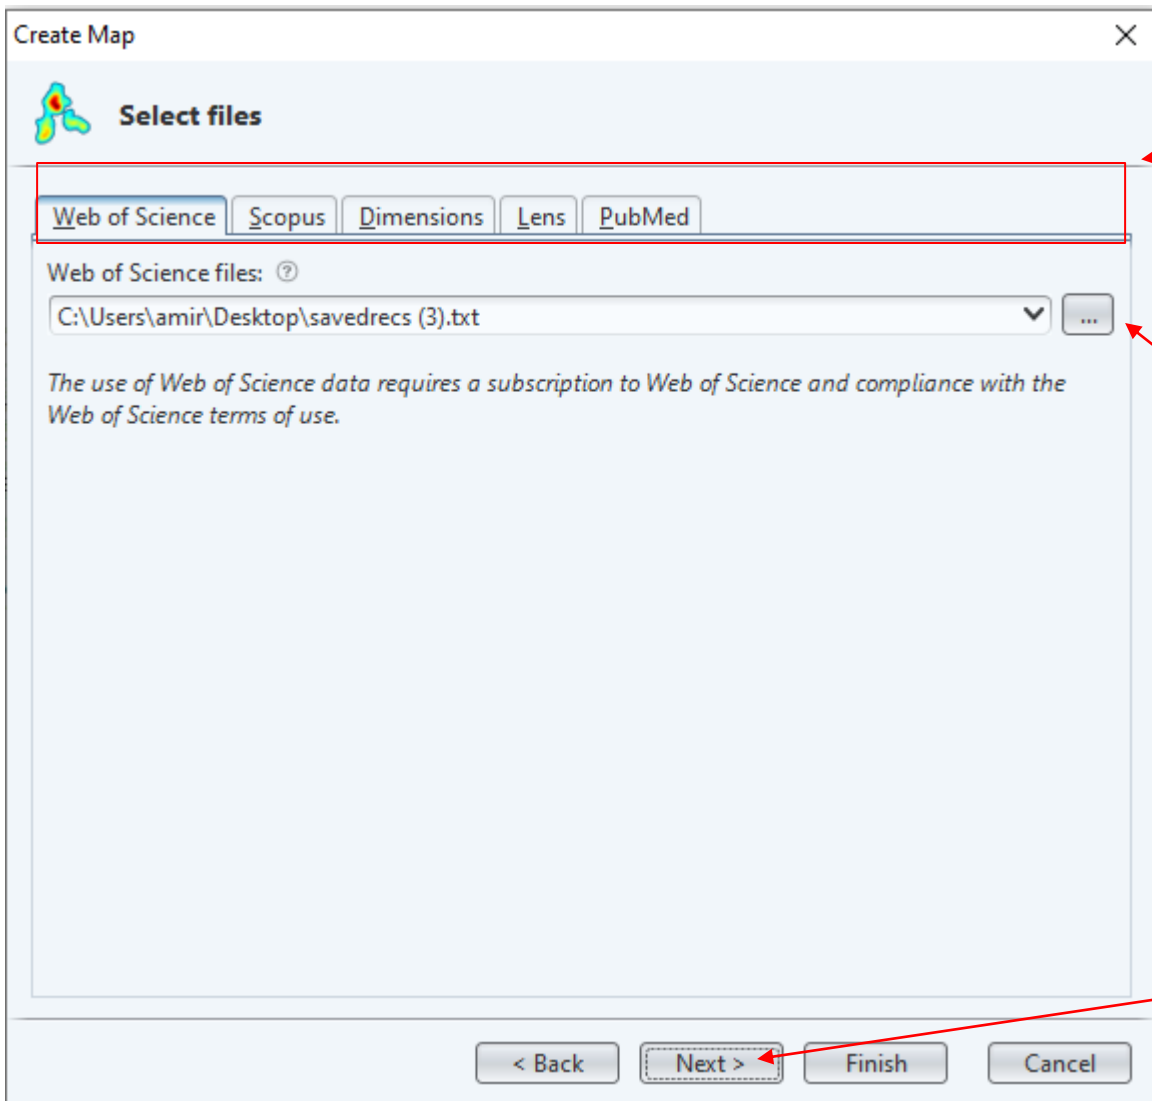 Create Map
Select files
Web of Science Scopus Dimensions Lens PubMed
Web of Science files: ?
C:\Users\amir\Desktop\savedrecs (3).txt ...
The use of Web of Science data requires a subscription to Web of Science and compliance with the
Web of Science terms of use.
< Back Next > Finish Cancel